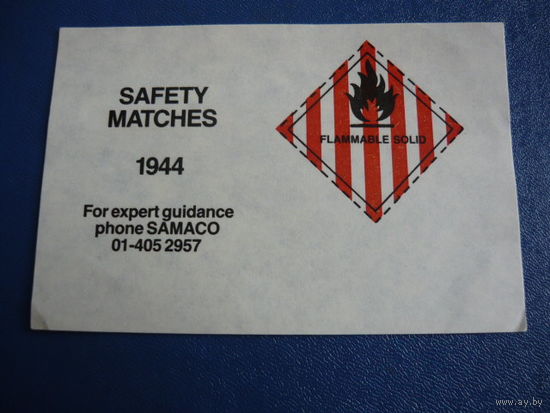 SAFETY
MATCHES
1944
For expert guidance
phone SAMACO
01-405 2957
FLAMMABLE SOLID
www.ay.by